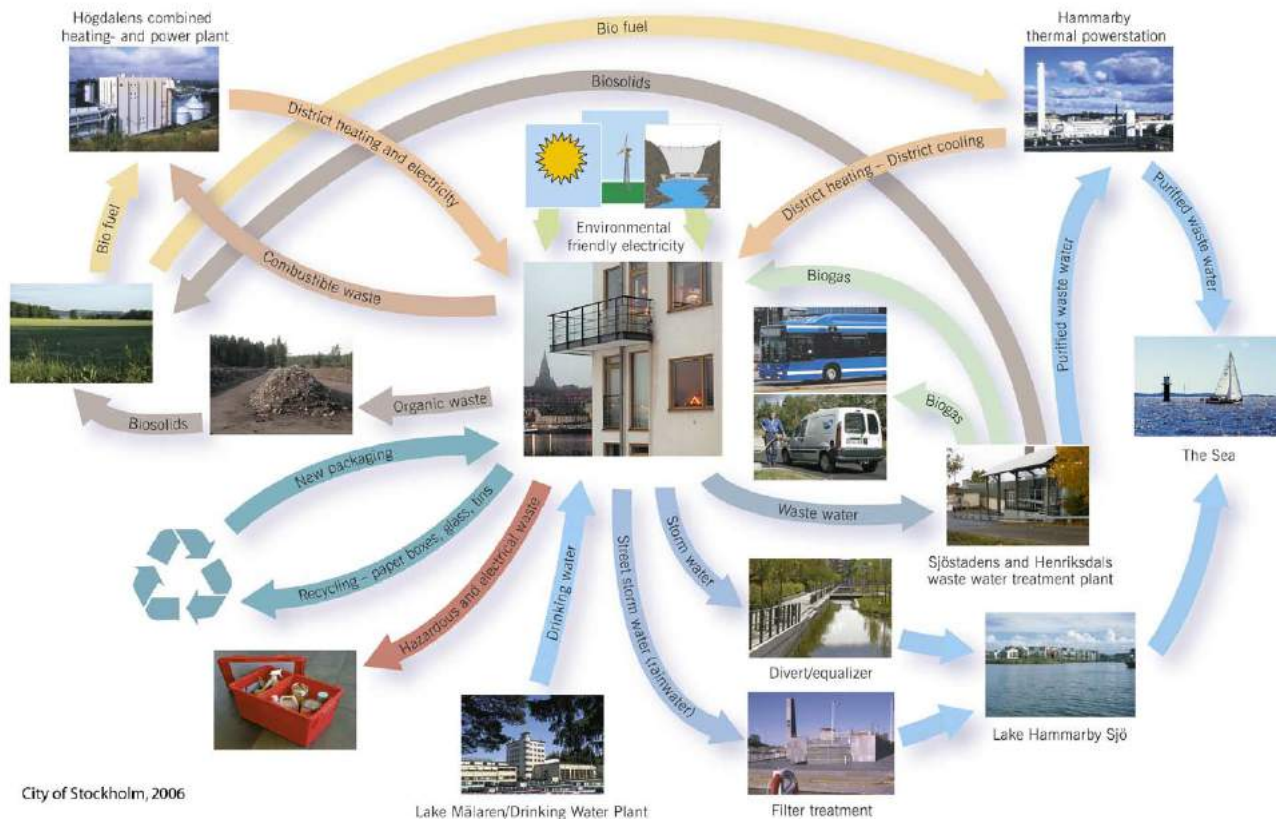 Högdalens combined
heating- and power plant
Bio fuel
Hammarby
thermal powerstation
Biosolids
District heating and electricity
District heating – District cooling
Purified waste water
Bio fuel
Combustible waste
Environmental
friendly electricity
Biogas
Purified waste water
Organic waste
Biosolids
Biogas
The Sea
New packaging
Recycling – paper boxes, glass, tins
Hazardous and electrical waste
Drinking water
Street storm water (rainwater)
Storm water
Waste water
Sjöstadens and Henriksdals
waste water treatment plant
Divert/equalizer
Lake Hammarby Sjö
City of Stockholm, 2006
Lake Mälaren/Drinking Water Plant
Filter treatment